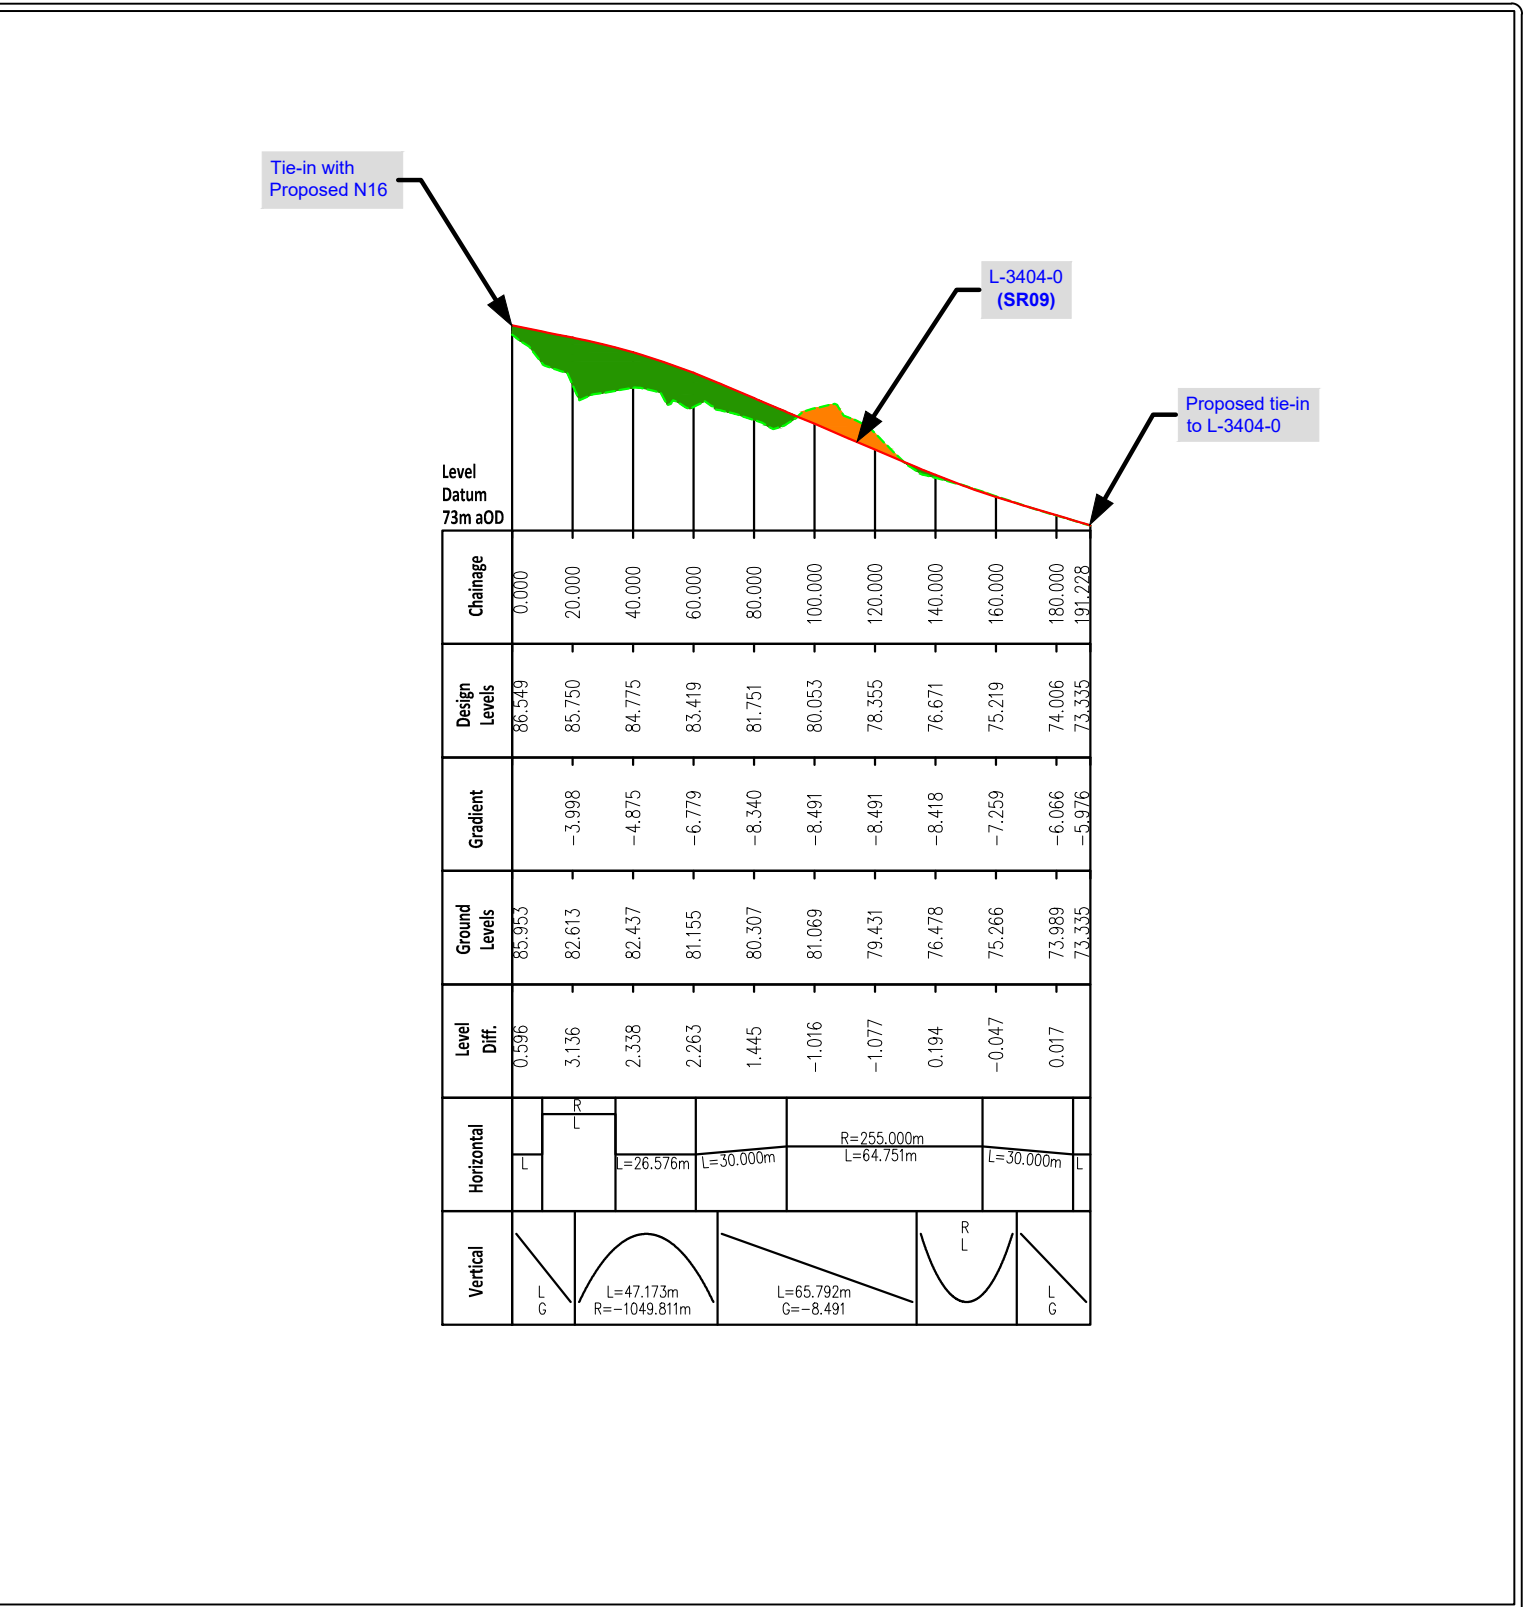 Tie-in with
Proposed N16
L-3404-0
(SR09)
Proposed tie-in
to L-3404-0
Level
Datum
73m aOD
Chainage
0.000
20.000
40.000
60.000
80.000
100.000
120.000
140.000
160.000
180.000
191.228
Design
Levels
86.549
85.750
84.775
83.419
81.751
80.053
78.355
76.671
75.219
74.006
73.335
Gradient
-3.998
-4.875
-6.779
-8.340
-8.491
-8.491
-8.418
-7.259
-6.066
-5.976
Ground
Levels
85.953
82.613
82.437
81.155
80.307
81.069
79.431
76.478
75.266
73.989
73.335
Level
Diff.
0.596
3.136
2.338
2.263
1.445
-1.016
-1.077
0.194
-0.047
0.017
Horizontal
L
R
L
L=26.576m
L=30.000m
R=255.000m
L=64.751m
L=30.000m
L
Vertical
L
G
L=47.173m
R=-1049.811m
L=65.792m
G=-8.491
R
L
L
G